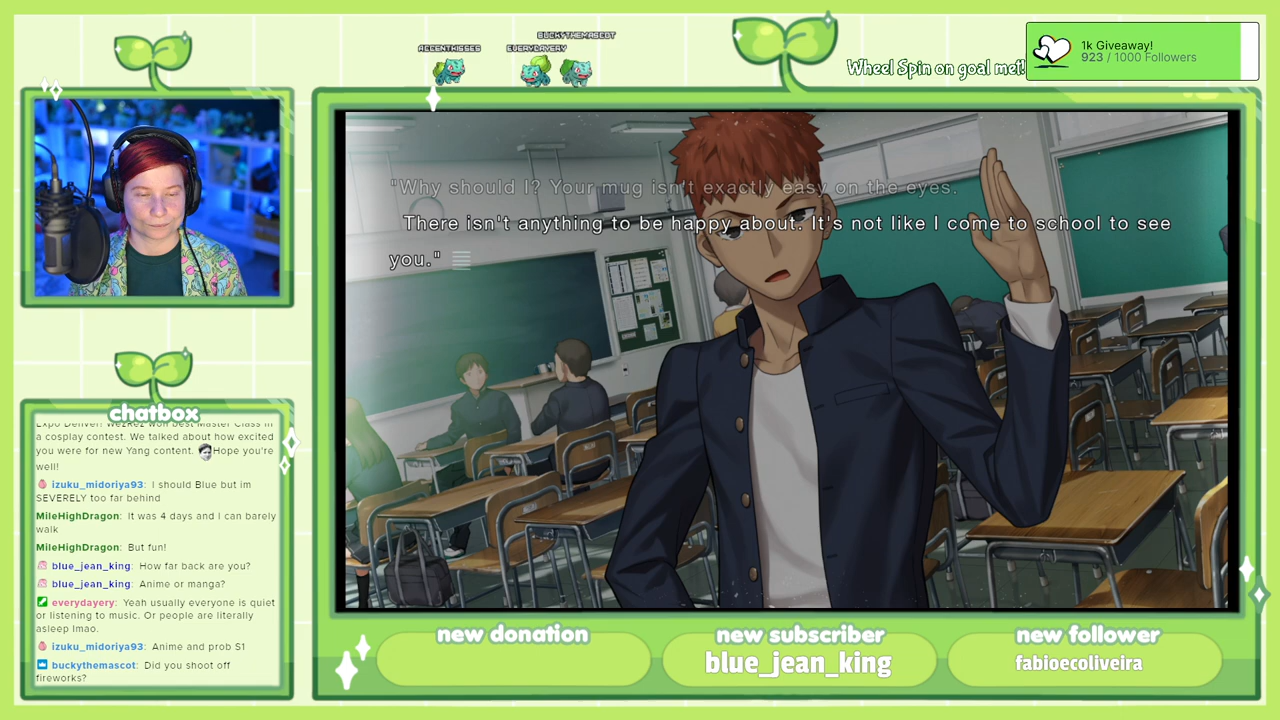 BUCKYTHEMASCOT
ACCENTKISSES
EVERYDAYERY
Wheel Spin on goal met!
1k Giveaway!
923 / 1000 Followers
"Why should I? Your mug isn't exactly easy on the eyes.
There isn't anything to be happy about. It's not like I come to school to see
you."
chatbox
a cosplay contest. We talked about how excited
you were for new Yang content. Hope you're
well!
izuku_midoriya93: I should Blue but im
SEVERELY too far behind
MileHighDragon: It was 4 days and I can barely
walk
MileHighDragon: But fun!
blue_jean_king: How far back are you?
blue_jean_king: Anime or manga?
everydayery: Yeah usually everyone is quiet
or listening to music. Or people are literally
asleep lmao.
izuku_midoriya93: Anime and prob S1
buckythemascot: Did you shoot off
fireworks?
new donation
new subscriber
blue_jean_king
new follower
fabioecoliveira